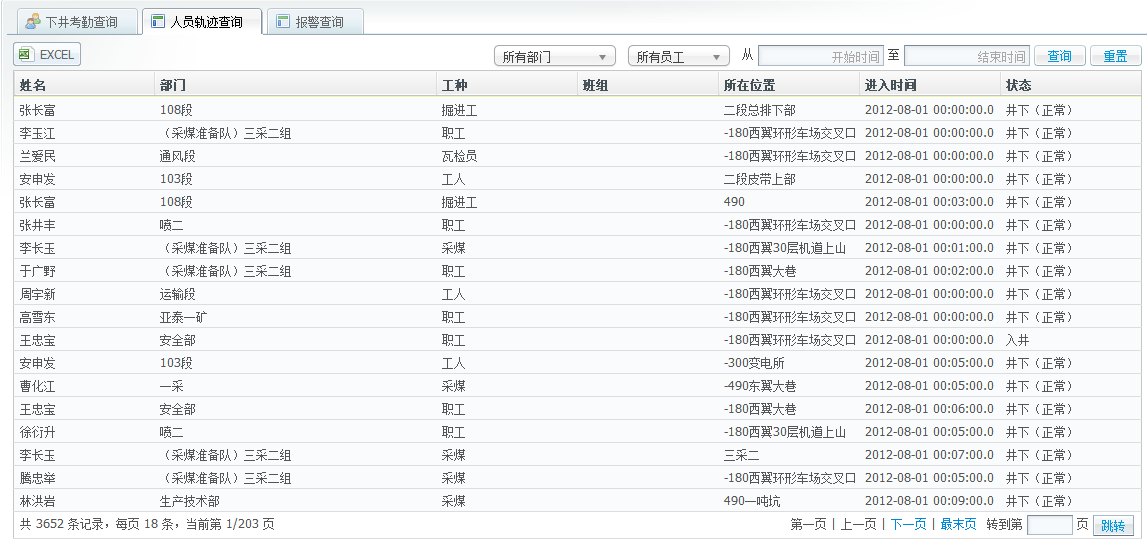 下井考勤查询 人员轨迹查询 报警查询
EXCEL 所有部门 所有员工 从 开始时间 至 结束时间 查询 重置
姓名 部门 工种 班组 所在位置 进入时间 状态
张长富 108段 掘进工 二段总排下部 2012-08-01 00:00:00.0 井下（正常）
李玉江 （采煤准备队）三采二组 职工 -180西翼环形车场交叉口 2012-08-01 00:00:00.0 井下（正常）
兰爱民 通风段 瓦检员 -180西翼环形车场交叉口 2012-08-01 00:00:00.0 井下（正常）
安申发 103段 工人 二段皮带上部 2012-08-01 00:00:00.0 井下（正常）
张长富 108段 掘进工 490 2012-08-01 00:03:00.0 井下（正常）
张井丰 喷二 职工 -180西翼环形车场交叉口 2012-08-01 00:00:00.0 井下（正常）
李长玉 （采煤准备队）三采二组 采煤 -180西翼30层机道上山 2012-08-01 00:01:00.0 井下（正常）
于广野 （采煤准备队）三采二组 职工 -180西翼大巷 2012-08-01 00:02:00.0 井下（正常）
周宇新 运输段 工人 -180西翼环形车场交叉口 2012-08-01 00:00:00.0 井下（正常）
高雪东 亚泰一矿 职工 -180西翼环形车场交叉口 2012-08-01 00:00:00.0 井下（正常）
王忠宝 安全部 职工 -180西翼环形车场交叉口 2012-08-01 00:00:00.0 入井
安申发 103段 工人 -300变电所 2012-08-01 00:05:00.0 井下（正常）
曹化江 一采 采煤 -490东翼大巷 2012-08-01 00:05:00.0 井下（正常）
王忠宝 安全部 职工 -180西翼大巷 2012-08-01 00:06:00.0 井下（正常）
徐衍升 喷二 职工 -180西翼30层机道上山 2012-08-01 00:05:00.0 井下（正常）
李长玉 （采煤准备队）三采二组 采煤 三采二 2012-08-01 00:07:00.0 井下（正常）
腾忠举 （采煤准备队）三采二组 采煤 -180西翼环形车场交叉口 2012-08-01 00:05:00.0 井下（正常）
林洪岩 生产技术部 采煤 490一吨坑 2012-08-01 00:09:00.0 井下（正常）
共 3652 条记录，每页 18 条，当前第 1/203 页 第一页 | 上一页 | 下一页 | 最末页 转到第 页 跳转